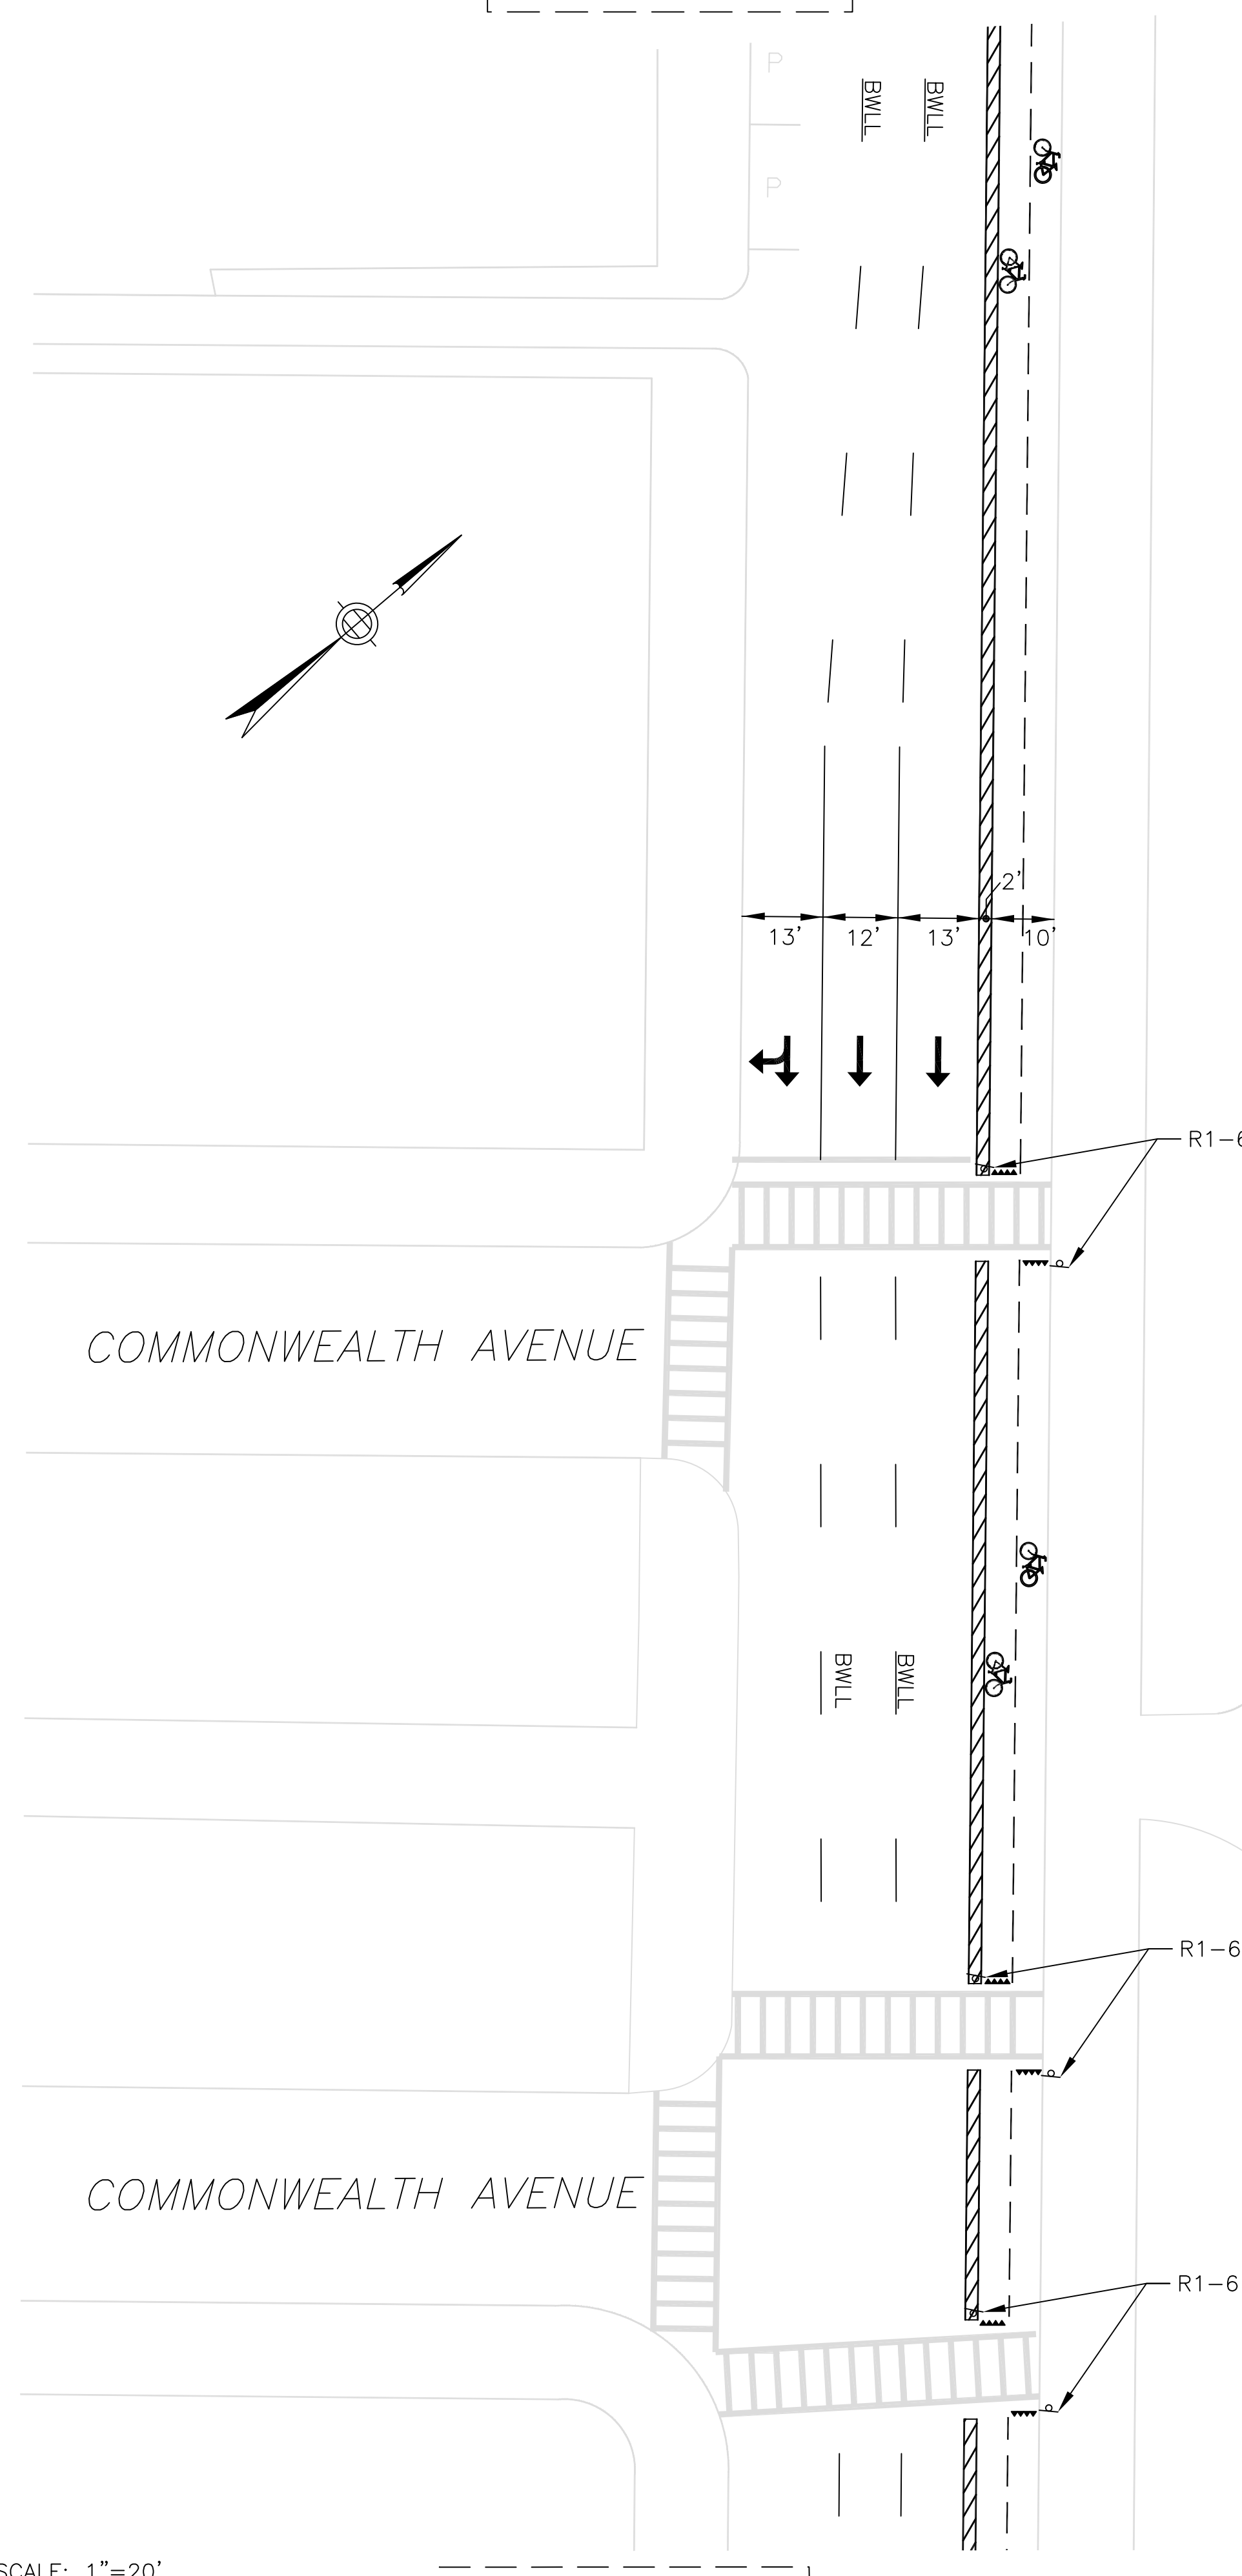 P
BWLL BWLL
P
2'
13' 12' 13' 10'
R1-6
COMMONWEALTH AVENUE
BWLL BWLL
R1-6
COMMONWEALTH AVENUE
R1-6
SCALE: 1"=20'